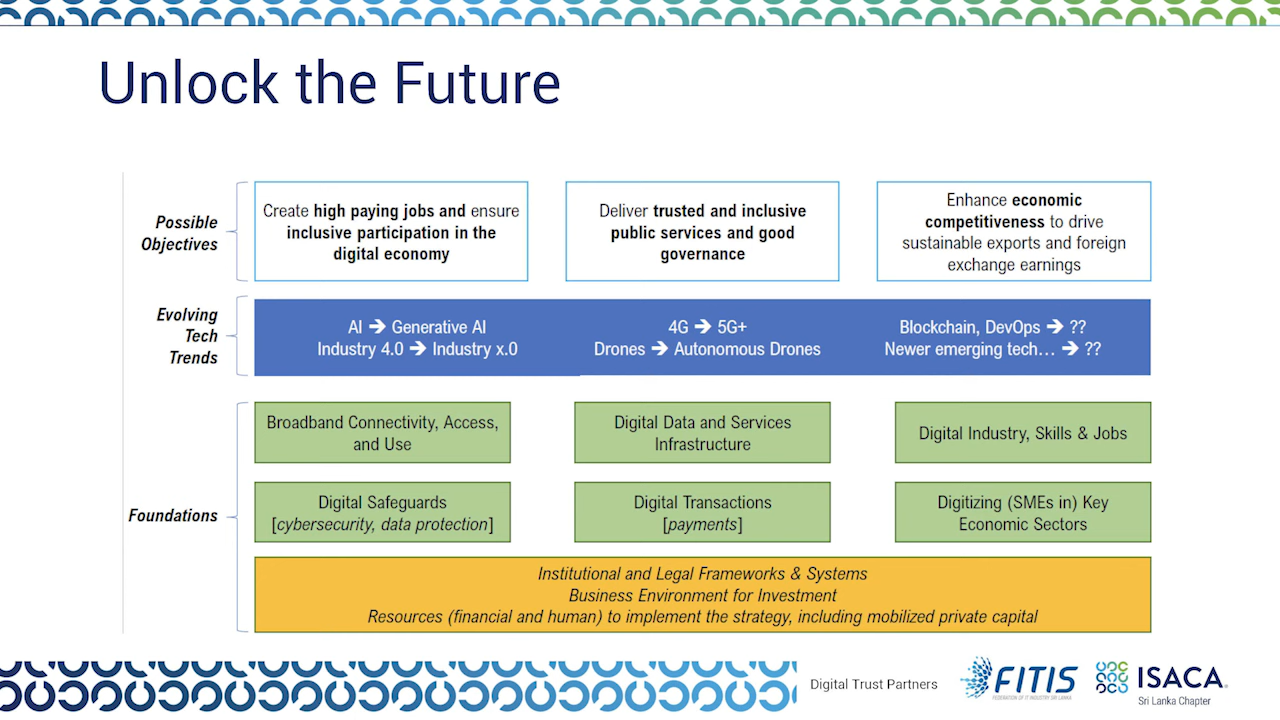 Unlock the Future
Possible
Objectives
Create high paying jobs and ensure
inclusive participation in the
digital economy
Deliver trusted and inclusive
public services and good
governance
Enhance economic
competitiveness to drive
sustainable exports and foreign
exchange earnings
Evolving
Tech
Trends
AI ➔ Generative AI
Industry 4.0 ➔ Industry x.0
4G ➔ 5G+
Drones ➔ Autonomous Drones
Blockchain, DevOps ➔ ??
Newer emerging tech… ➔ ??
Foundations
Broadband Connectivity, Access,
and Use
Digital Data and Services
Infrastructure
Digital Industry, Skills & Jobs
Digital Safeguards
[cybersecurity, data protection]
Digital Transactions
[payments]
Digitizing (SMEs in) Key
Economic Sectors
Institutional and Legal Frameworks & Systems
Business Environment for Investment
Resources (financial and human) to implement the strategy, including mobilized private capital
Digital Trust Partners
FITIS
FEDERATION OF IT INDUSTRY SRI LANKA
ISACA
Sri Lanka Chapter